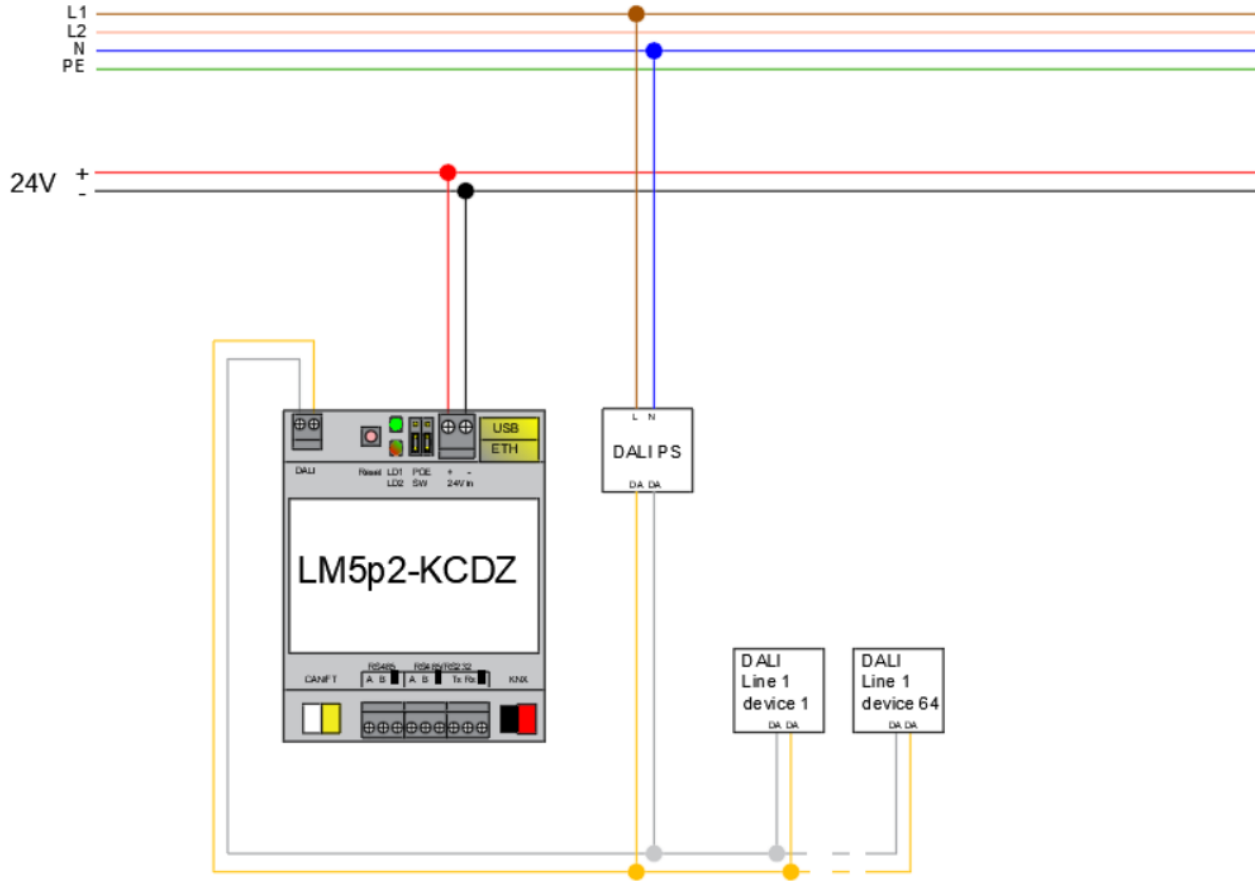 L1
L2
N
PE
24V + -
USB
ETH
DALI
Reset LD1 POE + -
LD2 SW 24V in
LM5p2-KCDZ
RS485 RS485/RS232
CAN FT A B A B Tx Rx KNX
L N
DALI PS
DA DA
DALI
Line 1
device 1
DA DA
DALI
Line 1
device 64
DA DA